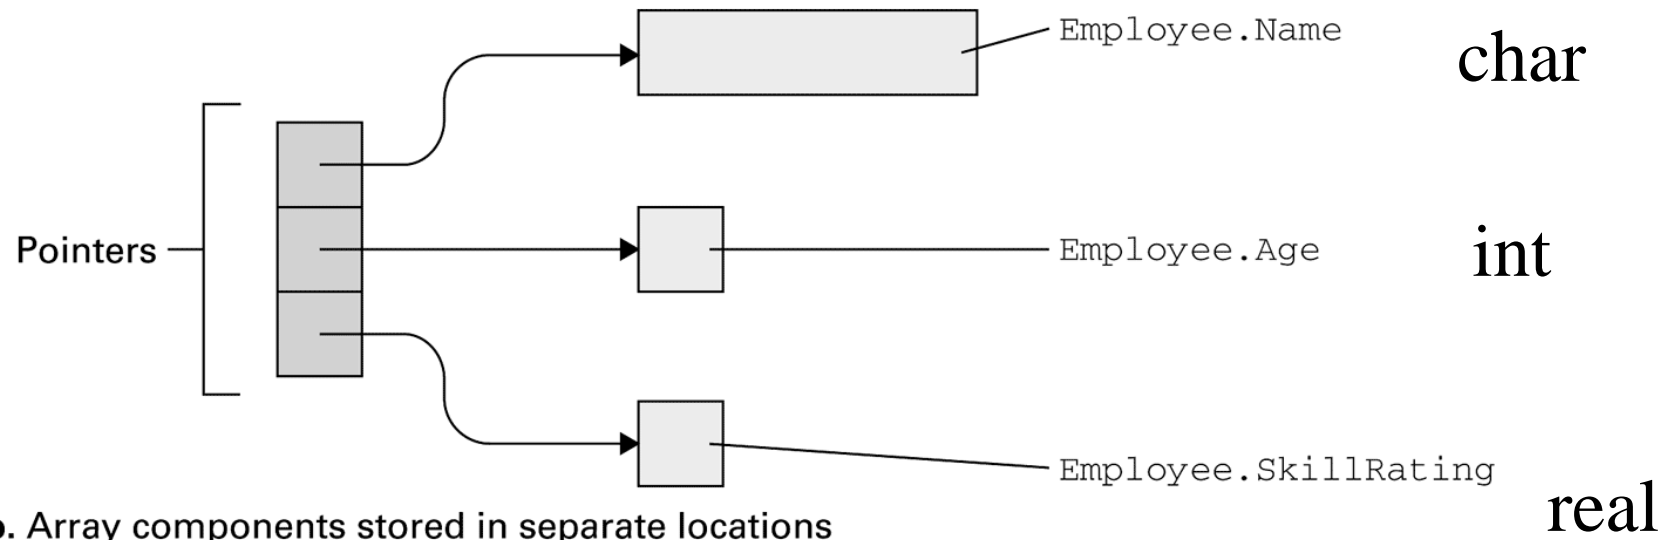 Employee.Name
char
Pointers
Employee.Age
int
Employee.SkillRating
real
. Array components stored in separate locations